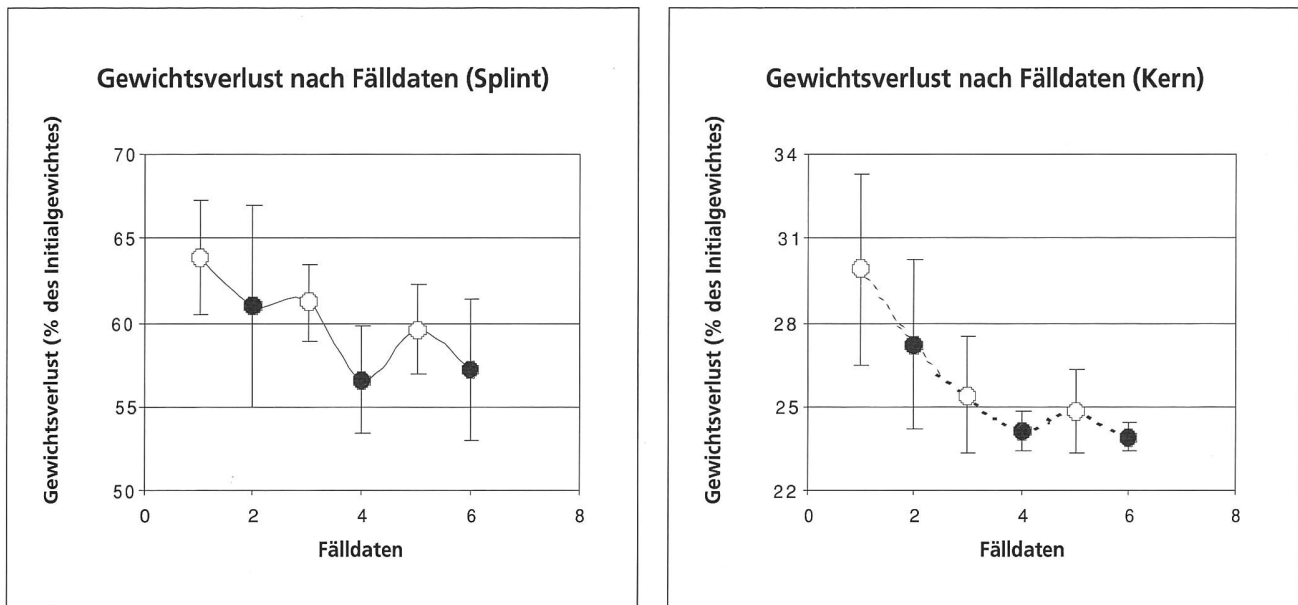 Gewichtsverlust nach Fälldaten (Splint)
Gewichtsverlust (% des Initialgewichtes)
70
65
60
55
50
0 2 4 6 8
Fälldaten
Gewichtsverlust nach Fälldaten (Kern)
Gewichtsverlust (% des Initialgewichtes)
34
31
28
25
22
0 2 4 6 8
Fälldaten